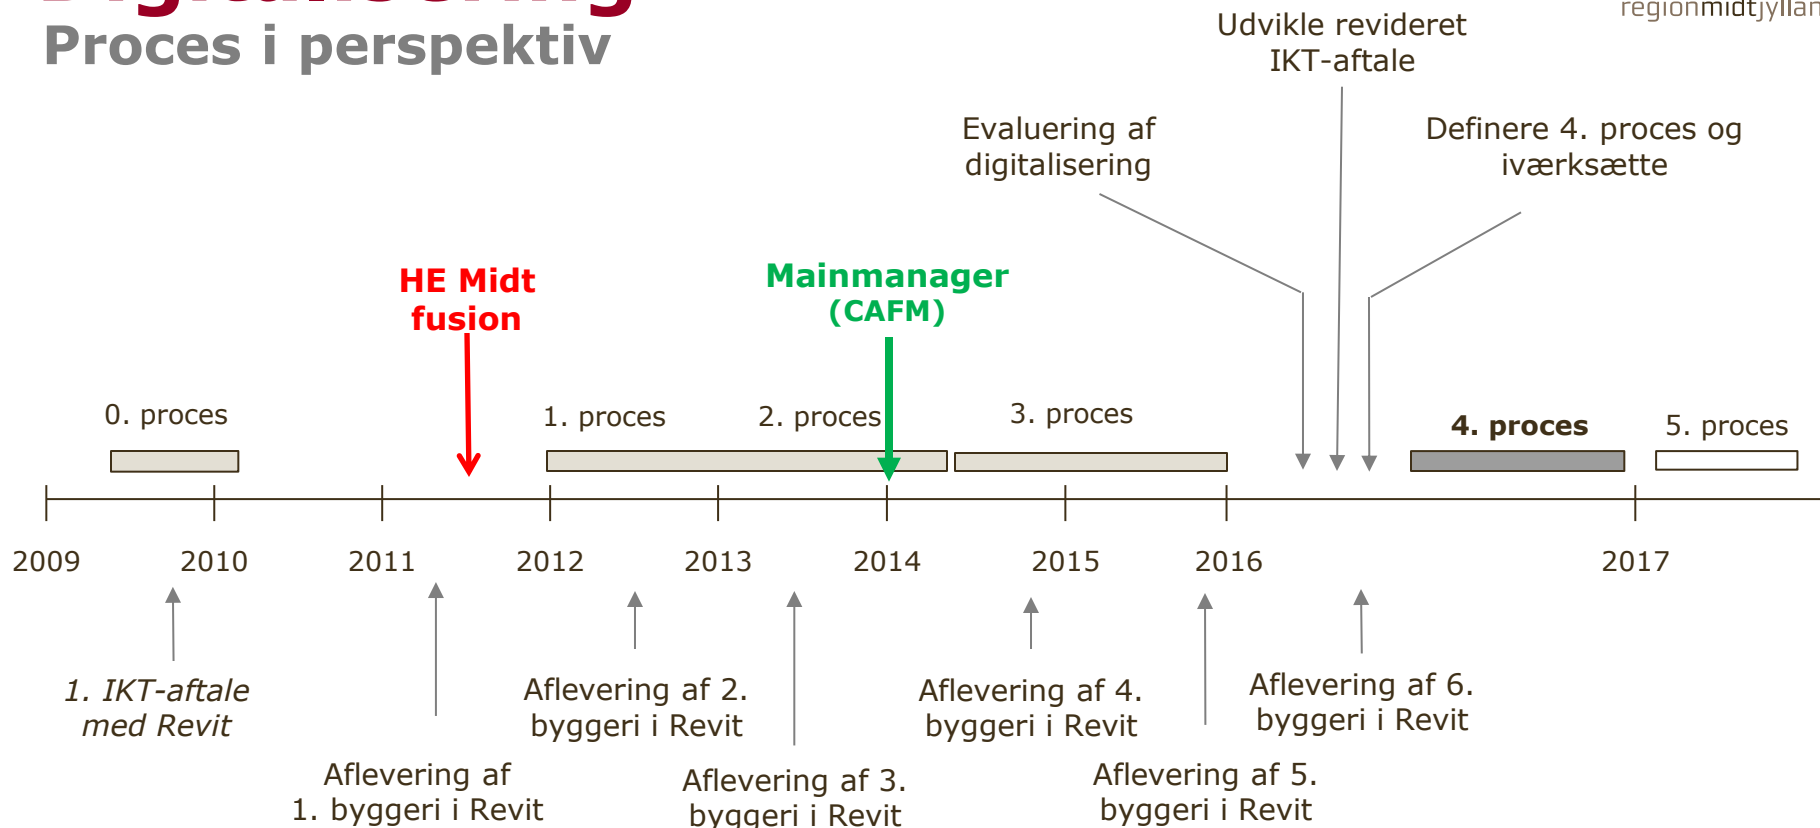 Digitalisering
Proces i perspektiv
regionmidtjyllan
Udvikle revideret
IKT-aftale
Evaluering af
digitalisering
Definere 4. proces og
iværksætte
HE Midt
fusion
Mainmanager
(CAFM)
0. proces
1. proces
2. proces
3. proces
4. proces
5. proces
2009
2010
2011
2012
2013
2014
2015
2016
2017
1. IKT-aftale
med Revit
Aflevering af
1. byggeri i Revit
Aflevering af 2.
byggeri i Revit
Aflevering af 3.
byggeri i Revit
Aflevering af 4.
byggeri i Revit
Aflevering af 5.
byggeri i Revit
Aflevering af 6.
byggeri i Revit